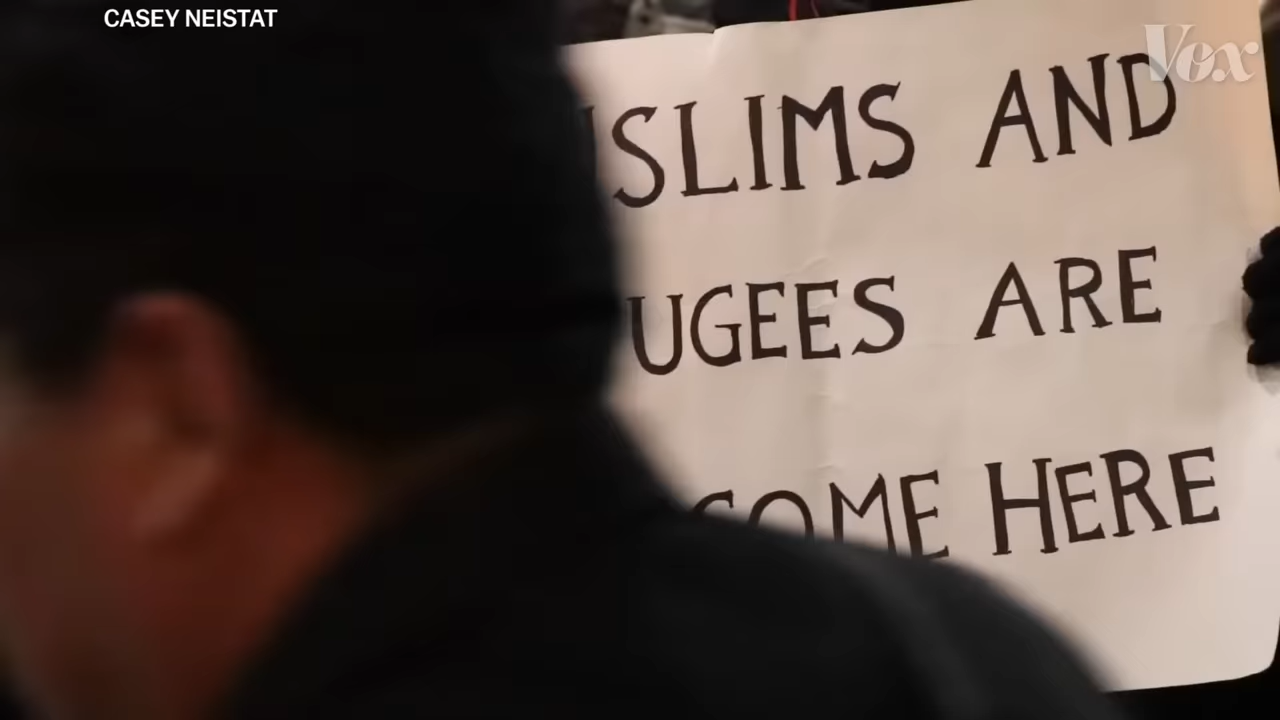 CASEY NEISTAT
Vox
SLIMS AND
UGEES ARE
COME HERE